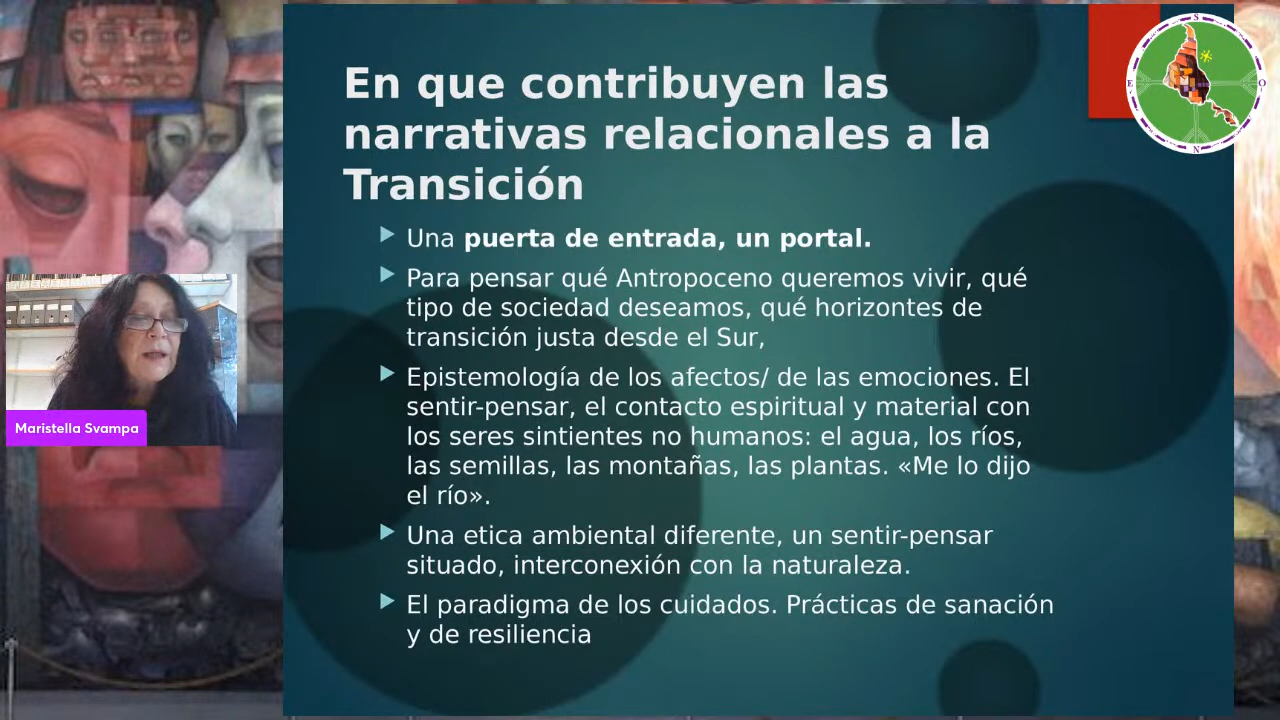 En que contribuyen las
narrativas relacionales a la
Transición
Una puerta de entrada, un portal.
Para pensar qué Antropoceno queremos vivir, qué
tipo de sociedad deseamos, qué horizontes de
transición justa desde el Sur,
Epistemología de los afectos/ de las emociones. El
sentir-pensar, el contacto espiritual y material con
los seres sintientes no humanos: el agua, los ríos,
las semillas, las montañas, las plantas. «Me lo dijo
el río».
Una etica ambiental diferente, un sentir-pensar
situado, interconexión con la naturaleza.
El paradigma de los cuidados. Prácticas de sanación
y de resiliencia
Maristella Svampa
S
E
O
N